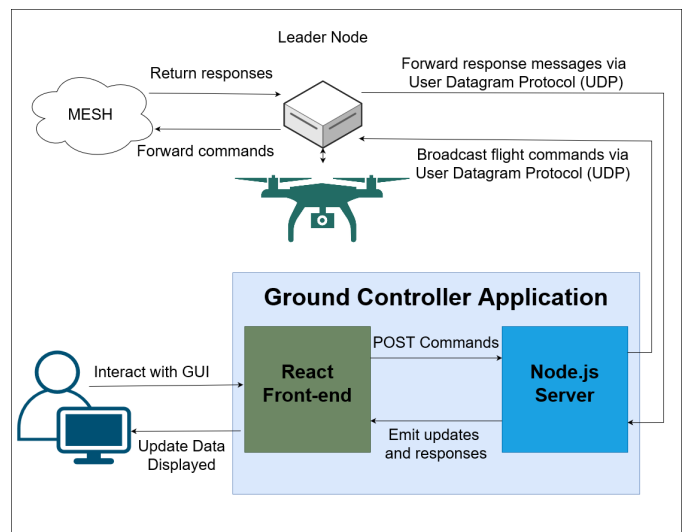 Leader Node
Return responses
Forward response messages via
User Datagram Protocol (UDP)
MESH
Forward commands
Broadcast flight commands via
User Datagram Protocol (UDP)
Ground Controller Application
POST Commands
Interact with GUI
React
Front-end
Node.js
Server
Update Data
Displayed
Emit updates
and responses